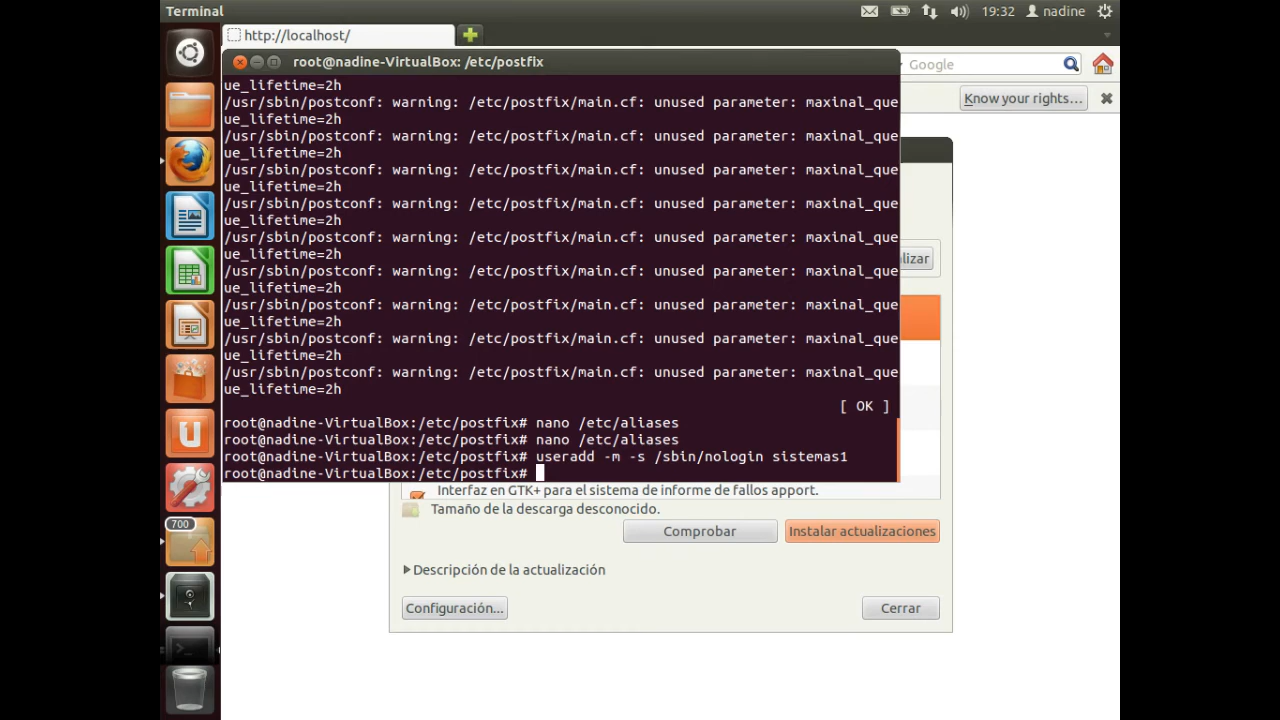 Terminal
19:32
nadine
http://localhost/
root@nadine-VirtualBox: /etc/postfix
Google
ue_lifetime=2h
/usr/sbin/postconf: warning: /etc/postfix/main.cf: unused parameter: maxinal_que
ue_lifetime=2h
/usr/sbin/postconf: warning: /etc/postfix/main.cf: unused parameter: maxinal_que
ue_lifetime=2h
/usr/sbin/postconf: warning: /etc/postfix/main.cf: unused parameter: maxinal_que
ue_lifetime=2h
/usr/sbin/postconf: warning: /etc/postfix/main.cf: unused parameter: maxinal_que
ue_lifetime=2h
/usr/sbin/postconf: warning: /etc/postfix/main.cf: unused parameter: maxinal_que
ue_lifetime=2h
/usr/sbin/postconf: warning: /etc/postfix/main.cf: unused parameter: maxinal_que
ue_lifetime=2h
/usr/sbin/postconf: warning: /etc/postfix/main.cf: unused parameter: maxinal_que
ue_lifetime=2h
/usr/sbin/postconf: warning: /etc/postfix/main.cf: unused parameter: maxinal_que
ue_lifetime=2h
/usr/sbin/postconf: warning: /etc/postfix/main.cf: unused parameter: maxinal_que
ue_lifetime=2h
[ OK ]
root@nadine-VirtualBox:/etc/postfix# nano /etc/aliases
root@nadine-VirtualBox:/etc/postfix# nano /etc/aliases
root@nadine-VirtualBox:/etc/postfix# useradd -m -s /sbin/nologin sistemas1
root@nadine-VirtualBox:/etc/postfix#
Know your rights...
lizar
Interfaz en GTK+ para el sistema de informe de fallos apport.
Tamaño de la descarga desconocido.
Comprobar
Instalar actualizaciones
Descripción de la actualización
Configuración...
Cerrar
700